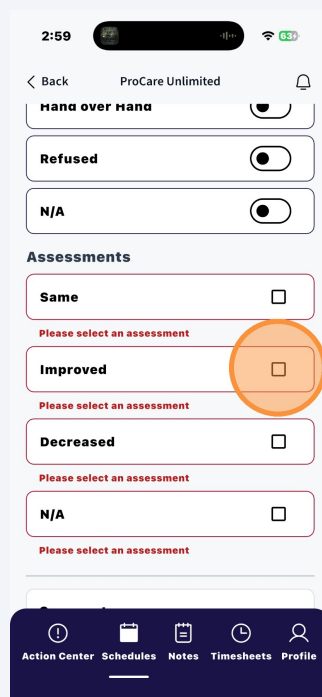 2:59
63
Back
ProCare Unlimited
Hand over Hand
Refused
N/A
Assessments
Same
Please select an assessment
Improved
Please select an assessment
Decreased
Please select an assessment
N/A
Please select an assessment
Action Center Schedules Notes Timesheets Profile